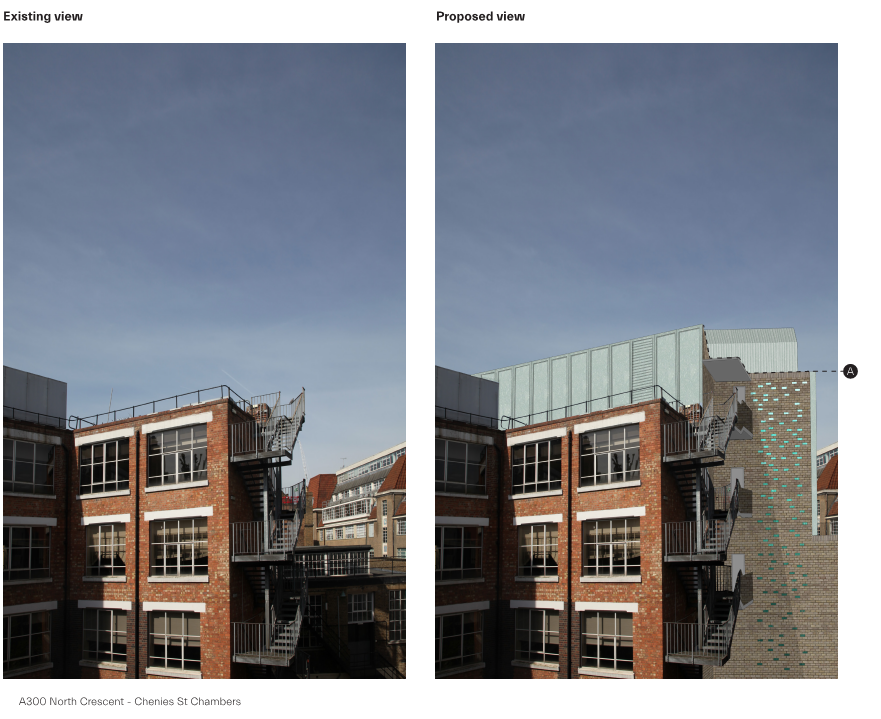 Existing view
Proposed view
A
A300 North Crescent - Chenies St Chambers